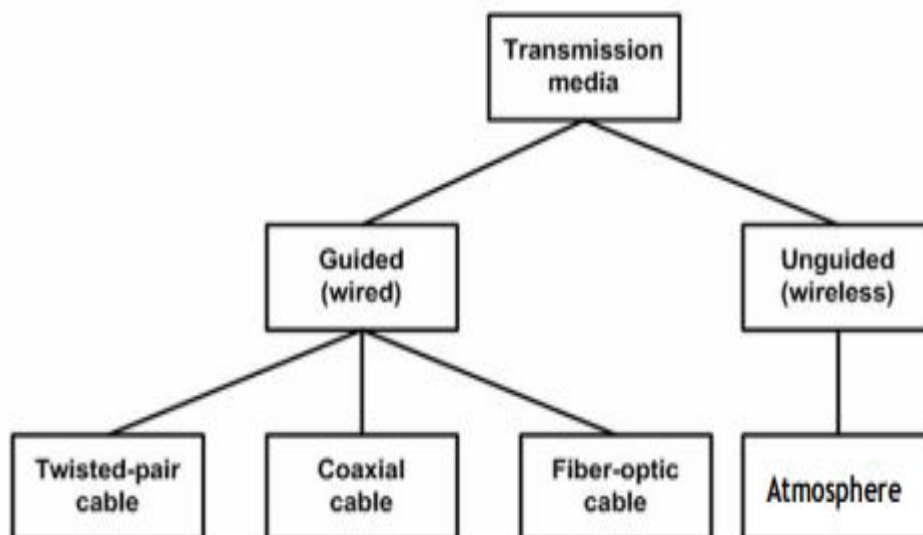 Transmission
media
Guided
(wired)
Unguided
(wireless)
Twisted-pair
cable
Coaxial
cable
Fiber-optic
cable
Atmosphere